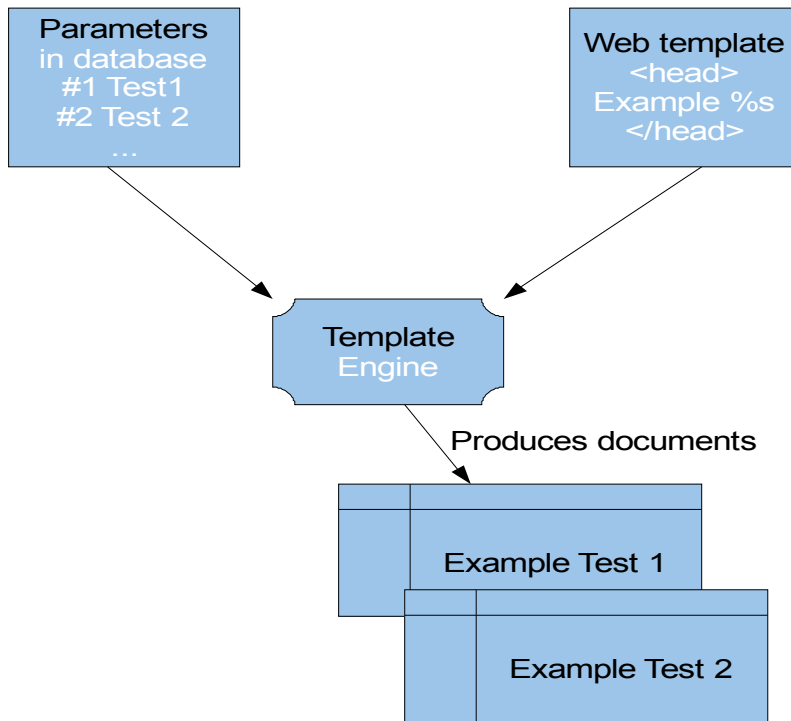 Parameters
in database
#1 Test1
#2 Test 2
...
Web template
<head>
Example %s
</head>
Template
Engine
Produces documents
Example Test 1
Example Test 2